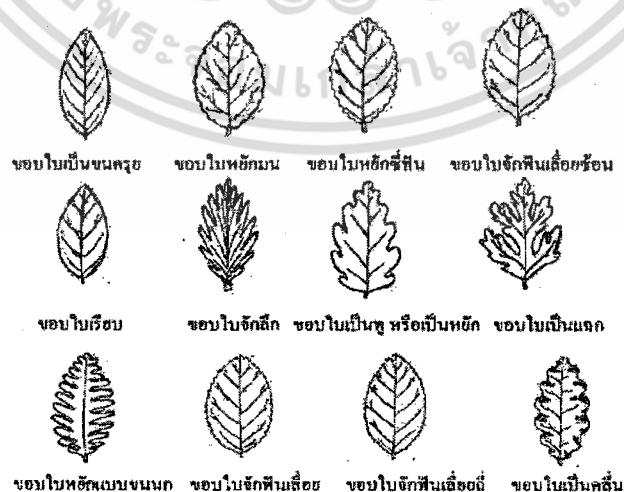 ขอบใบเป็นขนครุย ขอบใบหยักมน ขอบใบหยักซี่ฟัน ขอบใบจักฟันเลื่อยซ้อน
ขอบใบเรียบ ขอบใบจักลึก ขอบใบเป็นพู หรือเป็นหยัก ขอบใบเป็นแฉก
ขอบใบหยักแบบขนนก ขอบใบจักฟันเลื่อย ขอบใบจักฟันเลื่อยถี่ ขอบใบเป็นคลื่น